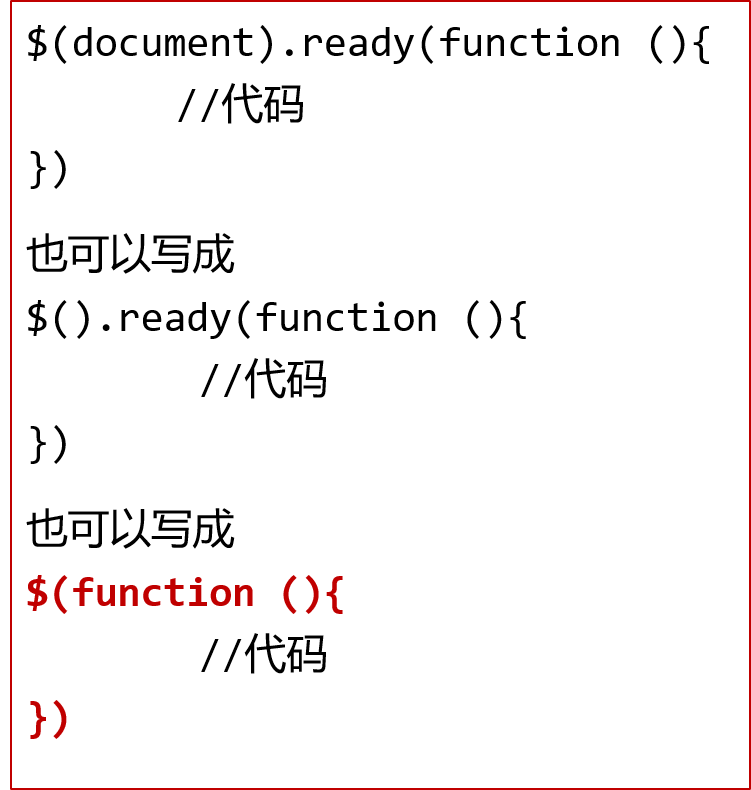 $(document).ready(function (){
//代码
})
也可以写成
$().ready(function (){
//代码
})
也可以写成
$(function (){
//代码
})